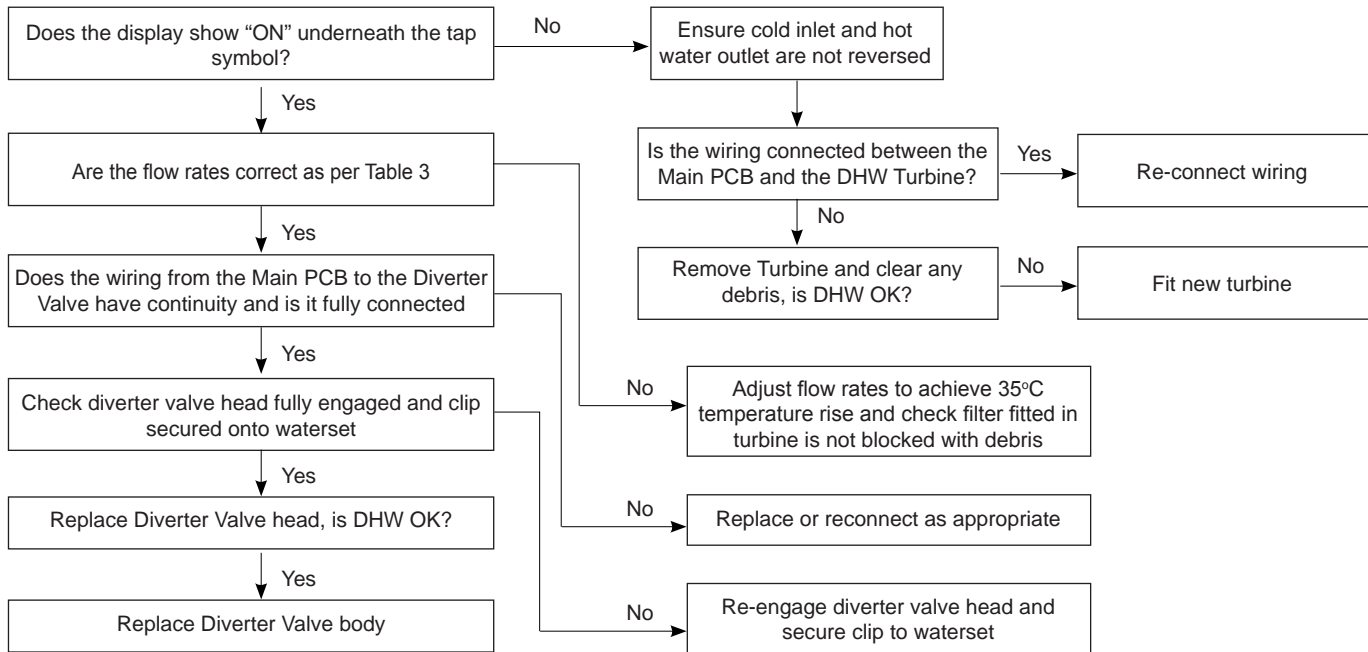 Does the display show “ON” underneath the tap
symbol?
No
Ensure cold inlet and hot
water outlet are not reversed
Yes
Are the flow rates correct as per Table 3
Is the wiring connected between the
Main PCB and the DHW Turbine?
Yes
Re-connect wiring
Yes
No
Does the wiring from the Main PCB to the Diverter
Valve have continuity and is it fully connected
Remove Turbine and clear any
debris, is DHW OK?
No
Fit new turbine
Yes
Check diverter valve head fully engaged and clip
secured onto waterset
No
Adjust flow rates to achieve 35°C
temperature rise and check filter fitted in
turbine is not blocked with debris
Yes
Replace Diverter Valve head, is DHW OK?
No
Replace or reconnect as appropriate
Yes
Replace Diverter Valve body
No
Re-engage diverter valve head and
secure clip to waterset